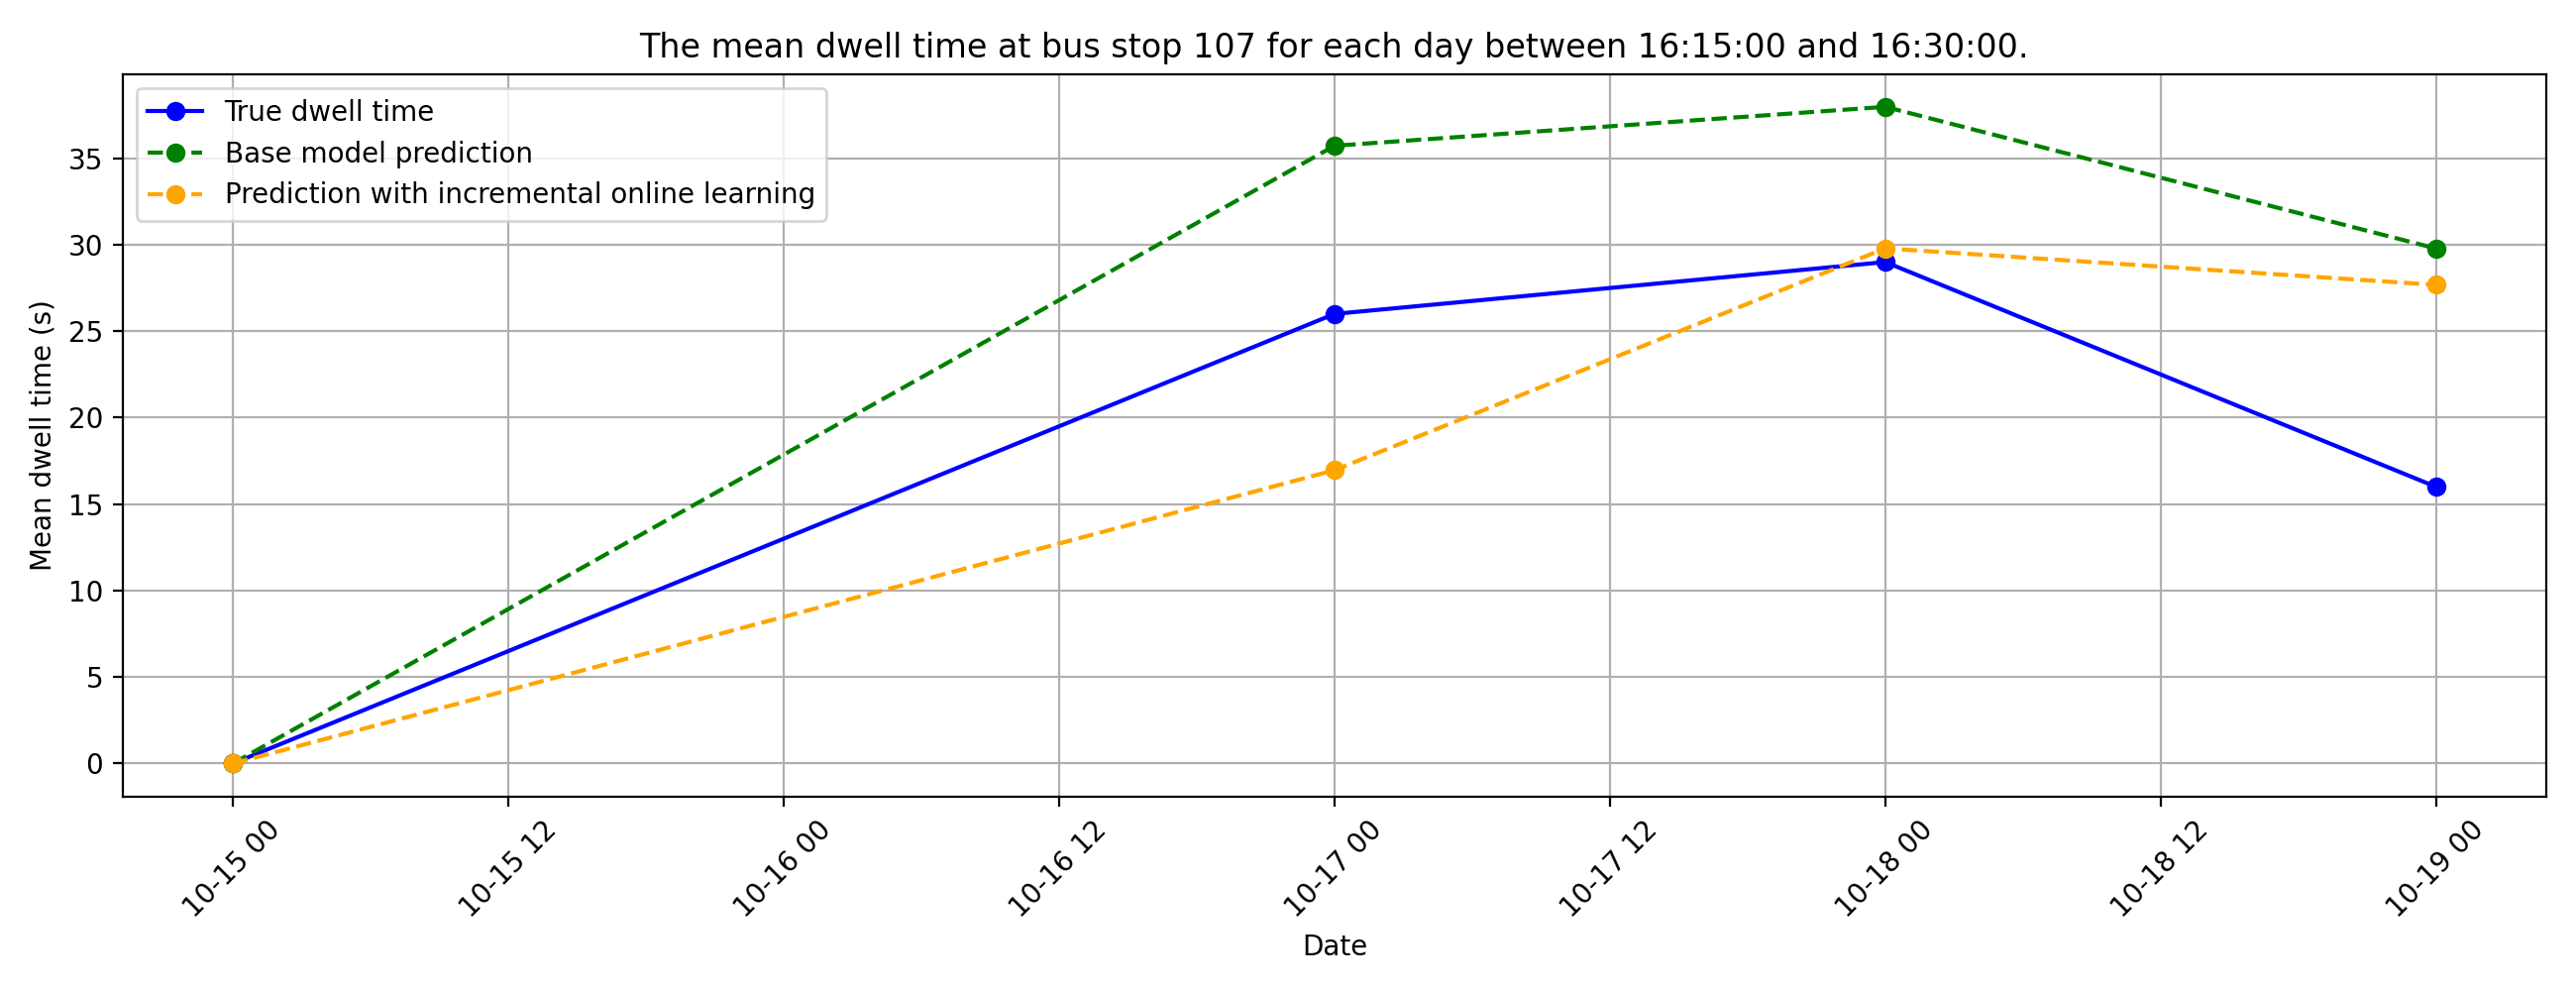 The mean dwell time at bus stop 107 for each day between 16:15:00 and 16:30:00.
True dwell time
Base model prediction
Prediction with incremental online learning
Mean dwell time (s)
35
30
25
20
15
10
5
0
10-15 00
10-15 12
10-16 00
10-16 12
10-17 00
10-17 12
10-18 00
10-18 12
10-19 00
Date